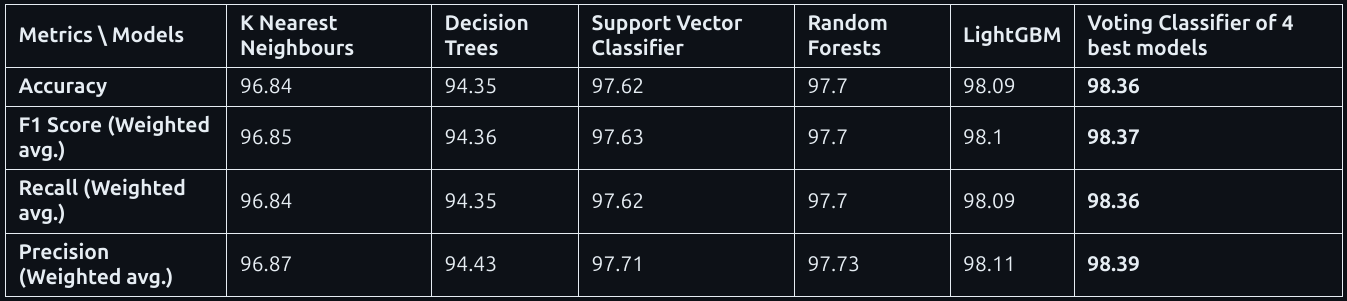 Metrics \ Models K Nearest Neighbours Decision Trees Support Vector Classifier Random Forests LightGBM Voting Classifier of 4 best models
Accuracy 96.84 94.35 97.62 97.7 98.09 98.36
F1 Score (Weighted avg.) 96.85 94.36 97.63 97.7 98.1 98.37
Recall (Weighted avg.) 96.84 94.35 97.62 97.7 98.09 98.36
Precision (Weighted avg.) 96.87 94.43 97.71 97.73 98.11 98.39